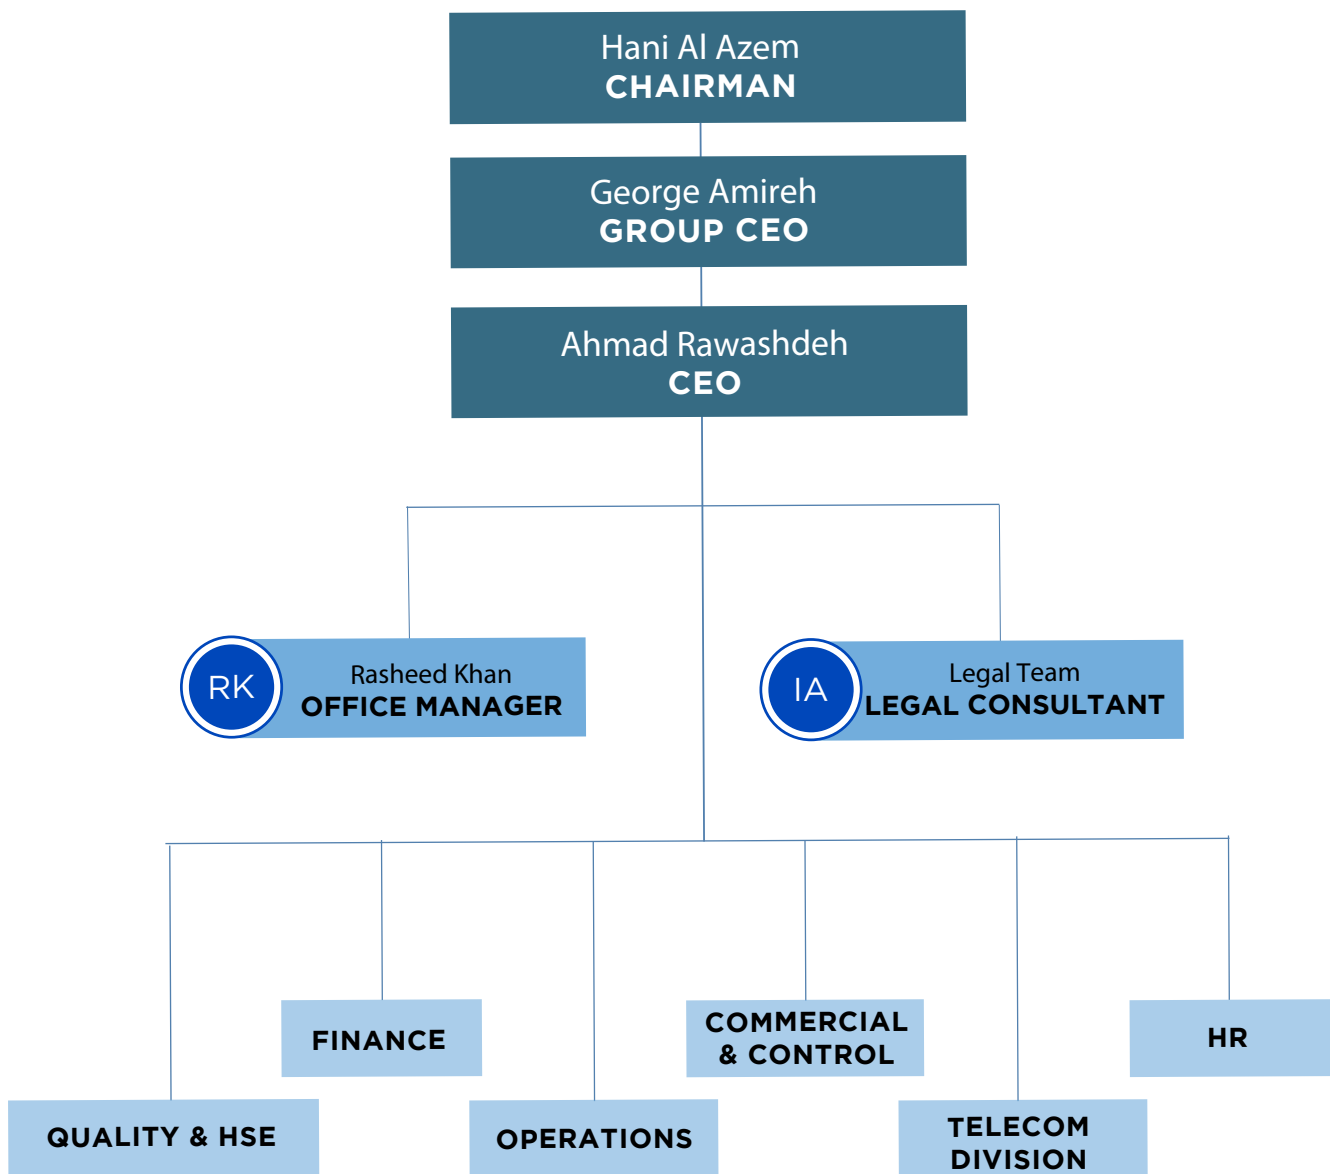 Hani Al Azem
CHAIRMAN
George Amireh
GROUP CEO
Ahmad Rawashdeh
CEO
RK
Rasheed Khan
OFFICE MANAGER
IA
Legal Team
LEGAL CONSULTANT
FINANCE
COMMERCIAL
& CONTROL
HR
QUALITY & HSE
OPERATIONS
TELECOM
DIVISION